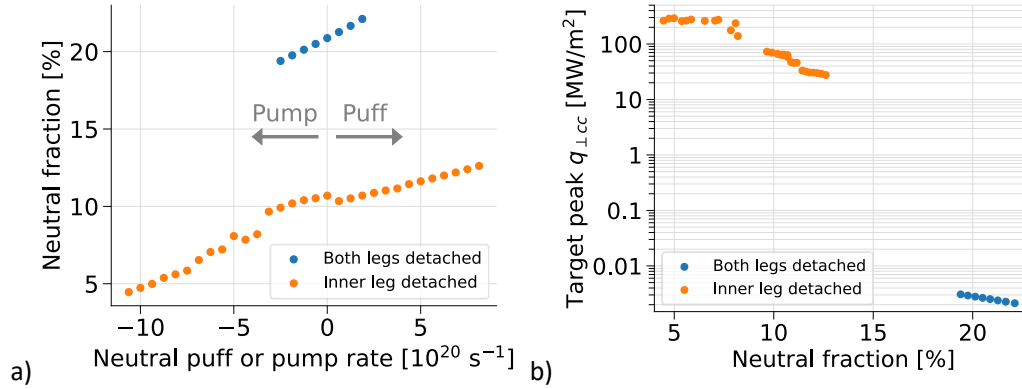 20
15
10
5
Neutral fraction [%]
Pump Puff
Both legs detached
Inner leg detached
−10 −5 0 5
Neutral puff or pump rate [10²⁰ s⁻¹]
a)
100
10
1
0.1
0.01
Target peak q⊥cc [MW/m²]
Both legs detached
Inner leg detached
5 10 15 20
Neutral fraction [%]
b)